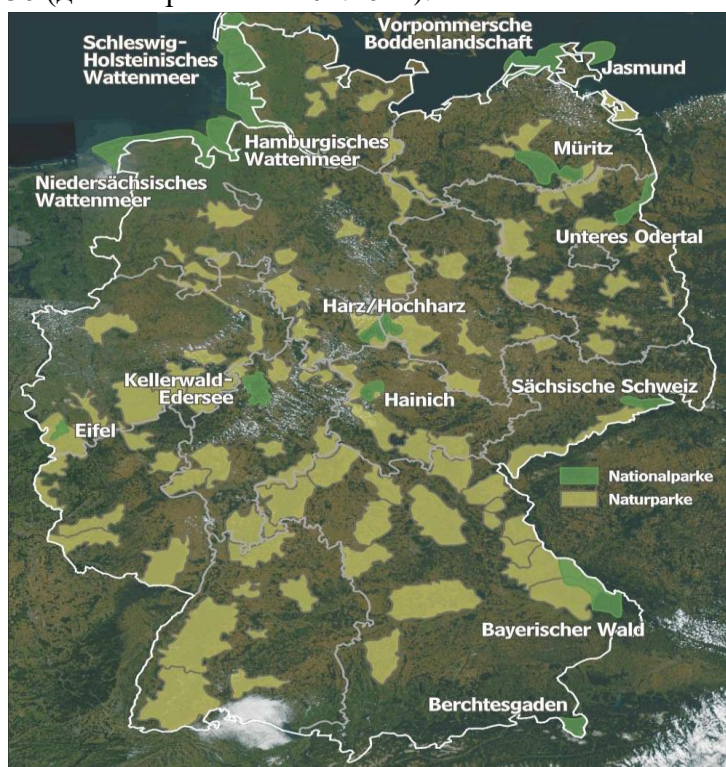 Schleswig-
Holsteinisches
Wattenmeer
Vorpommersche
Boddenlandschaft
Jasmund
Hamburgisches
Wattenmeer
Müritz
Niedersächsisches
Wattenmeer
Unteres Odertal
Harz/Hochharz
Kellerwald-
Edersee
Hainich
Sächsische Schweiz
Eifel
Nationalparke
Naturparke
Bayerischer Wald
Berchtesgaden